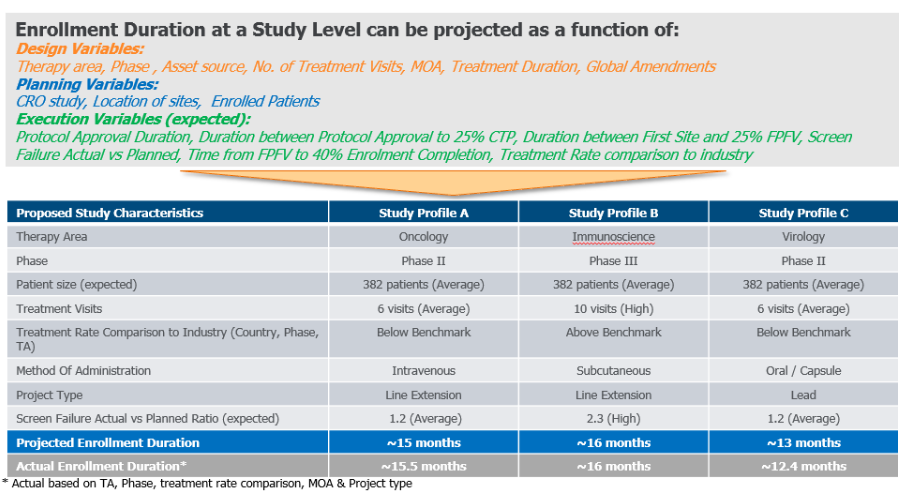 Enrollment Duration at a Study Level can be projected as a function of:
Design Variables:
Therapy area, Phase , Asset source, No. of Treatment Visits, MOA, Treatment Duration, Global Amendments
Planning Variables:
CRO study, Location of sites, Enrolled Patients
Execution Variables (expected):
Protocol Approval Duration, Duration between Protocol Approval to 25% CTP, Duration between First Site and 25% FPFV, Screen
Failure Actual vs Planned, Time from FPFV to 40% Enrolment Completion, Treatment Rate comparison to industry
Proposed Study Characteristics Study Profile A Study Profile B Study Profile C
Therapy Area Oncology Immunoscience Virology
Phase Phase II Phase III Phase II
Patient size (expected) 382 patients (Average) 382 patients (Average) 382 patients (Average)
Treatment Visits 6 visits (Average) 10 visits (High) 6 visits (Average)
Treatment Rate Comparison to Industry (Country, Phase, Below Benchmark Above Benchmark Below Benchmark
TA)
Method Of Administration Intravenous Subcutaneous Oral / Capsule
Project Type Line Extension Line Extension Lead
Screen Failure Actual vs Planned Ratio (expected) 1.2 (Average) 2.3 (High) 1.2 (Average)
Projected Enrollment Duration ~15 months ~16 months ~13 months
Actual Enrollment Duration* ~15.5 months ~16 months ~12.4 months
* Actual based on TA, Phase, treatment rate comparison, MOA & Project type